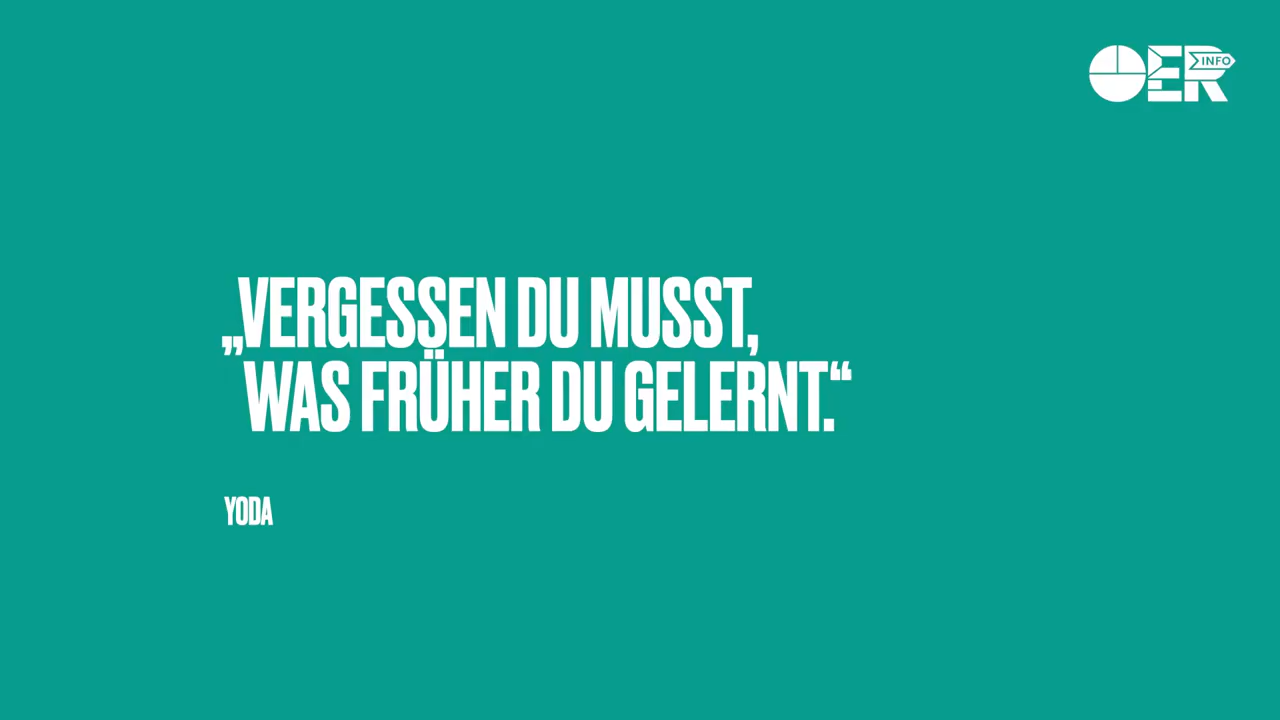 OER INFO
„VERGESSEN DU MUSST,
WAS FRÜHER DU GELERNT.“
YODA